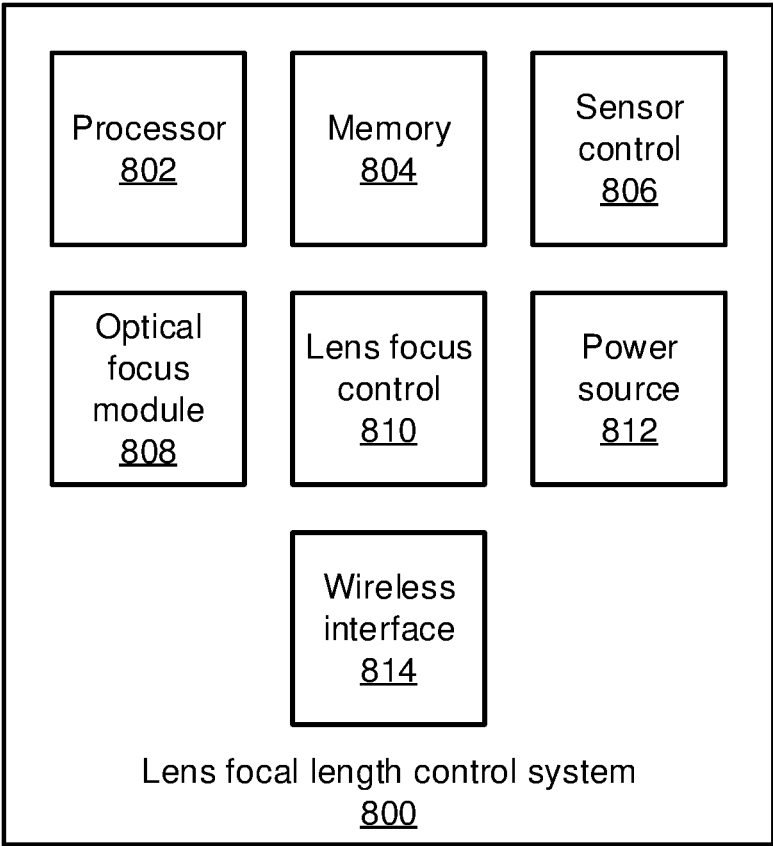 Processor
802
Memory
804
Sensor
control
806
Optical
focus
module
808
Lens focus
control
810
Power
source
812
Wireless
interface
814
Lens focal length control system
800